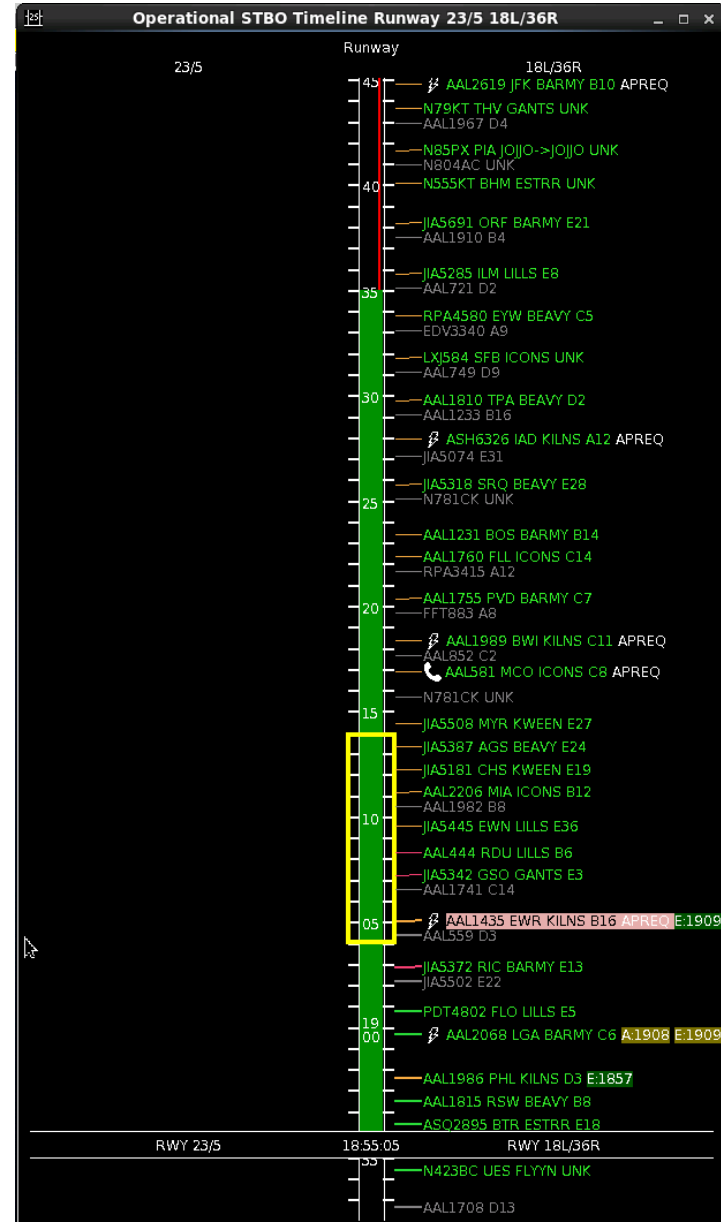 25
Operational STBO Timeline Runway 23/5 18L/36R
Runway
23/5
18L/36R
45
AAL2619 JFK BARMY B10 APREQ
N79KT THV GANTS UNK
AAL1967 D4
N85PX PIA JOJJO->JOJJO UNK
N804AC UNK
40
N555KT BHM ESTRR UNK
JIA5691 ORF BARMY E21
AAL1910 B4
JIA5285 ILM LILLS E8
AAL721 D2
35
RPA4580 EYW BEAVY C5
EDV3340 A9
LXJ584 SFB ICONS UNK
AAL749 D9
30
AAL1810 TPA BEAVY D2
AAL1233 B16
ASH6326 IAD KILNS A12 APREQ
JIA5074 E31
JIA5318 SRQ BEAVY E28
N781CK UNK
25
AAL1231 BOS BARMY B14
AAL1760 FLL ICONS C14
RPA3415 A12
AAL1755 PVD BARMY C7
20
FFT883 A8
AAL1989 BWI KILNS C11 APREQ
AAL852 C2
AAL581 MCO ICONS C8 APREQ
N781CK UNK
15
JIA5508 MYR KWEEN E27
JIA5387 AGS BEAVY E24
JIA5181 CHS KWEEN E19
AAL2206 MIA ICONS B12
AAL1982 B8
10
JIA5445 EWN LILLS E36
AAL444 RDU LILLS B6
JIA5342 GSO GANTS E3
AAL1741 C14
05
AAL1435 EWR KILNS B16 APREQ E:1909
AAL559 D3
JIA5372 RIC BARMY E13
JIA5502 E22
PDT4802 FLO LILLS E5
19
00
AAL2068 LGA BARMY C6 A:1908 E:1909
AAL1986 PHL KILNS D3 E:1857
AAL1815 RSW BEAVY B8
ASQ2895 BTR ESTRR E18
RWY 23/5
18:55:05
RWY 18L/36R
55
N423BC UES FLYYN UNK
AAL1708 D13